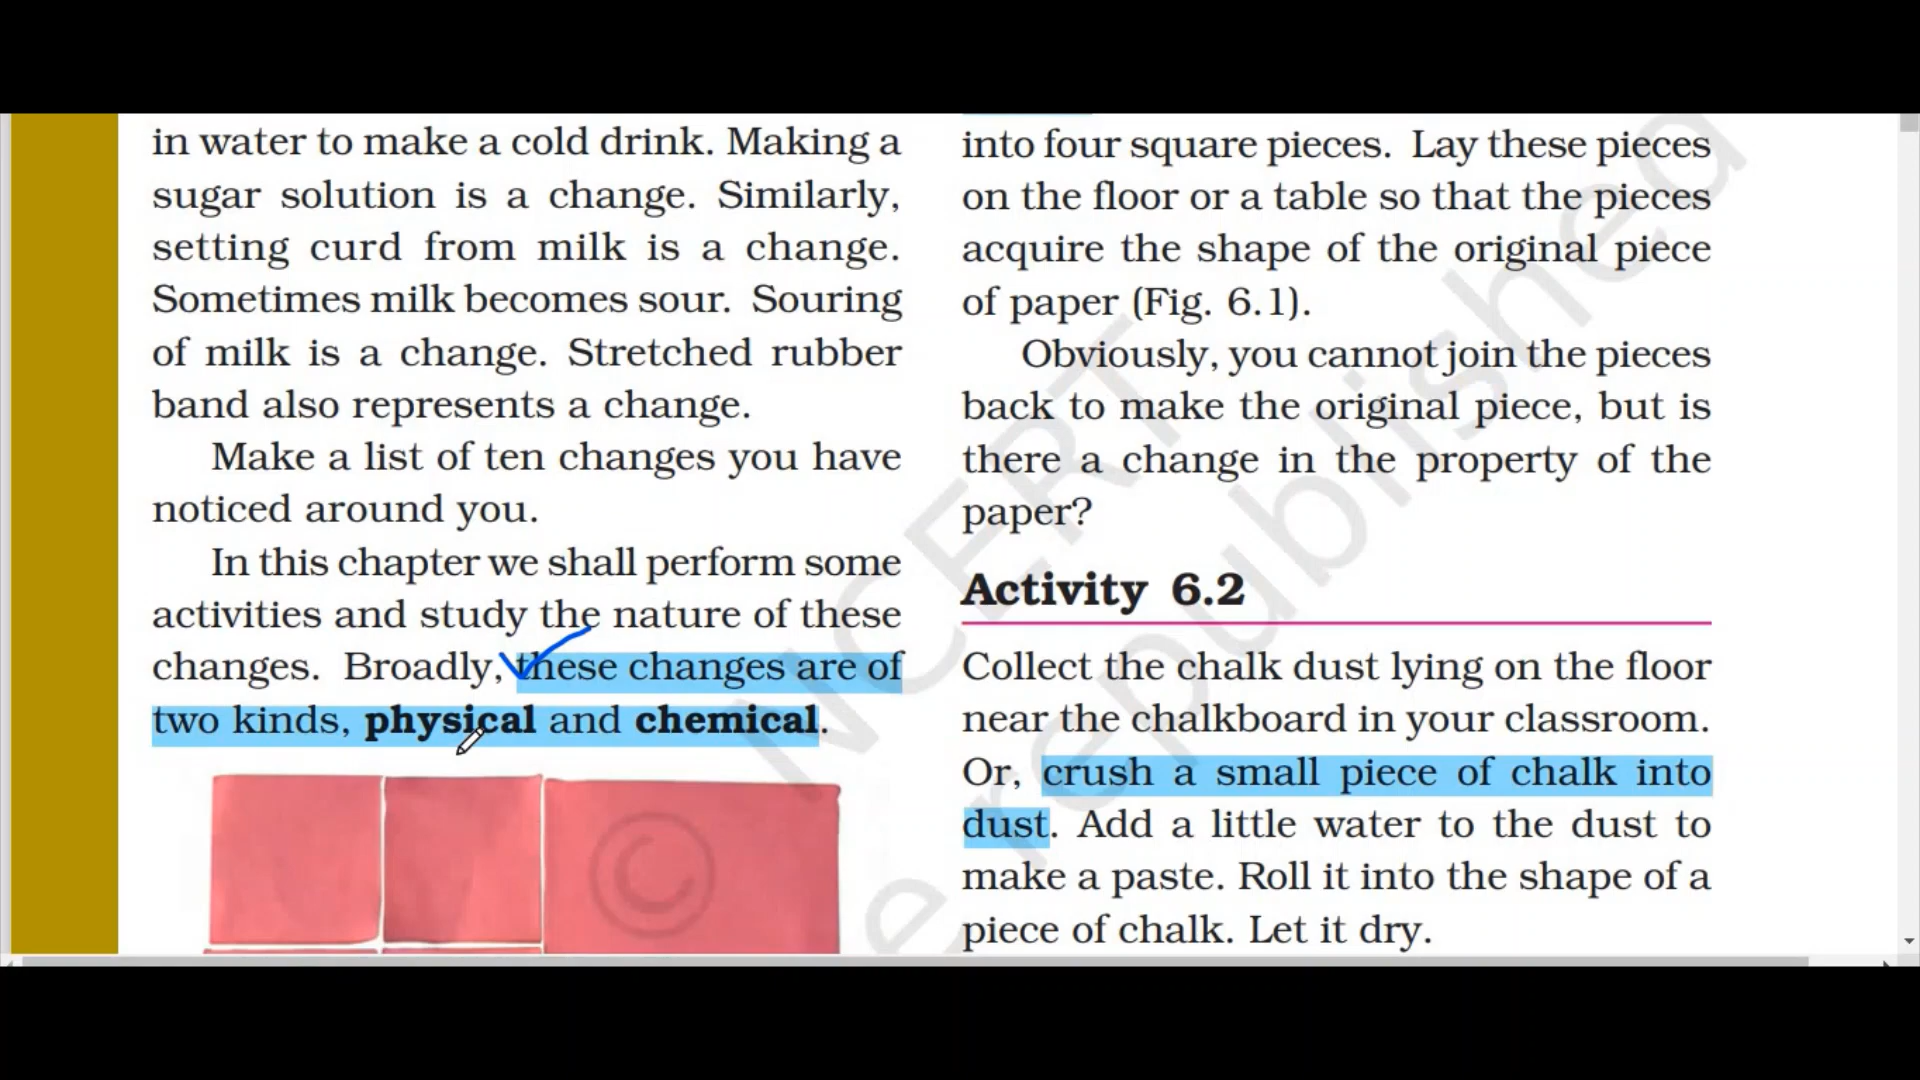 in water to make a cold drink. Making a
sugar solution is a change. Similarly,
setting curd from milk is a change.
Sometimes milk becomes sour. Souring
of milk is a change. Stretched rubber
band also represents a change.
Make a list of ten changes you have
noticed around you.
In this chapter we shall perform some
activities and study the nature of these
changes. Broadly, these changes are of
two kinds, physical and chemical.
into four square pieces. Lay these pieces
on the floor or a table so that the pieces
acquire the shape of the original piece
of paper (Fig. 6.1).
Obviously, you cannot join the pieces
back to make the original piece, but is
there a change in the property of the
paper?
Activity 6.2
Collect the chalk dust lying on the floor
near the chalkboard in your classroom.
Or, crush a small piece of chalk into
dust. Add a little water to the dust to
make a paste. Roll it into the shape of a
piece of chalk. Let it dry.
© NCERT
e republished